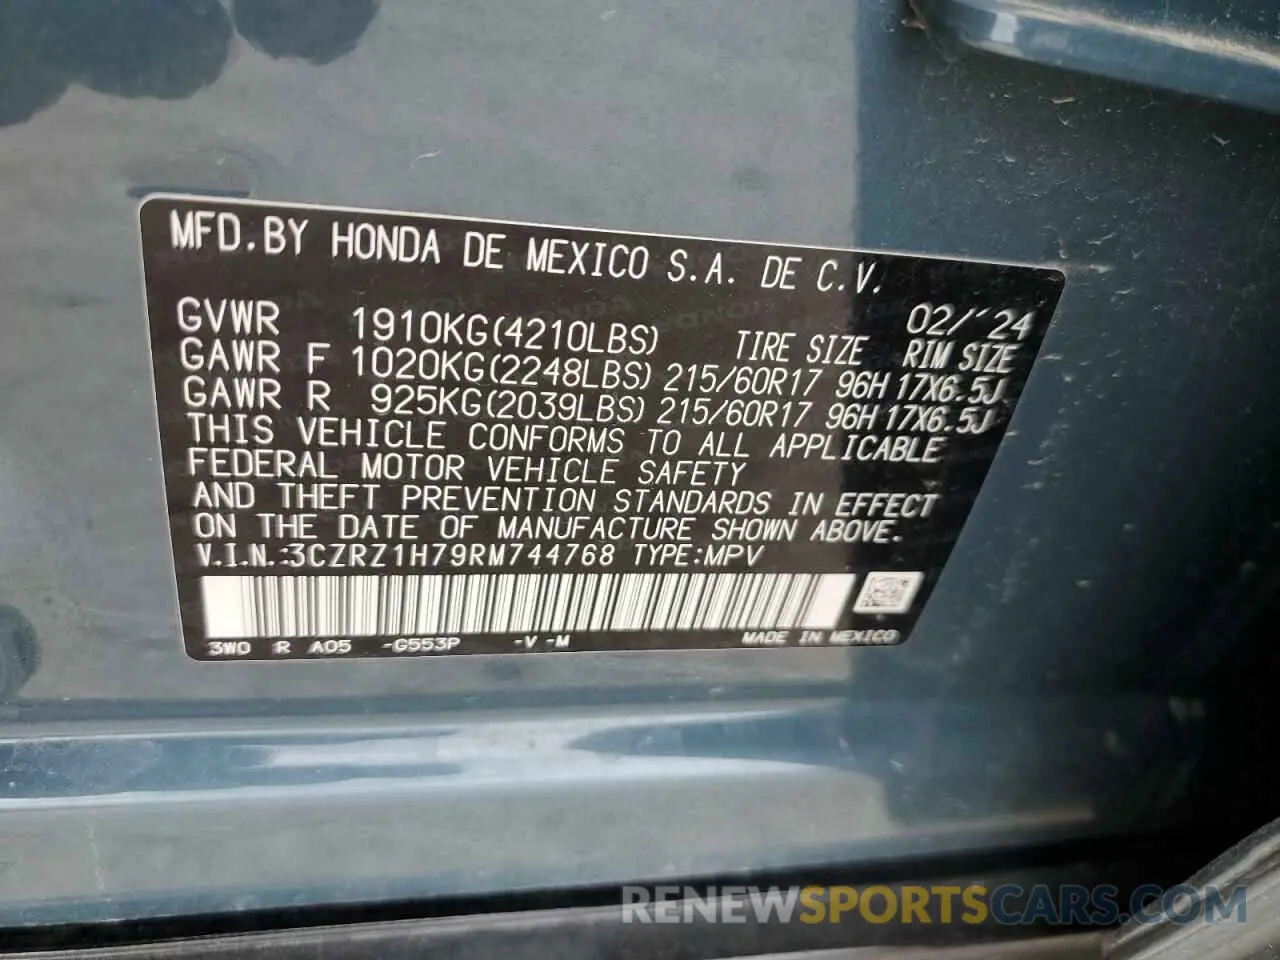 MFD.BY HONDA DE MEXICO S.A. DE C.V.
02/'24
GVWR 1910KG(4210LBS) TIRE SIZE RIM SIZE
GAWR F 1020KG(2248LBS) 215/60R17 96H 17X6.5J
GAWR R 925KG(2039LBS) 215/60R17 96H 17X6.5J
THIS VEHICLE CONFORMS TO ALL APPLICABLE
FEDERAL MOTOR VEHICLE SAFETY
AND THEFT PREVENTION STANDARDS IN EFFECT
ON THE DATE OF MANUFACTURE SHOWN ABOVE.
V.I.N.:3CZRZ1H79RM744768 TYPE:MPV
3WO R A05 -G553P -V -M MADE IN MEXICO
RENEWSPORTSCARS.COM